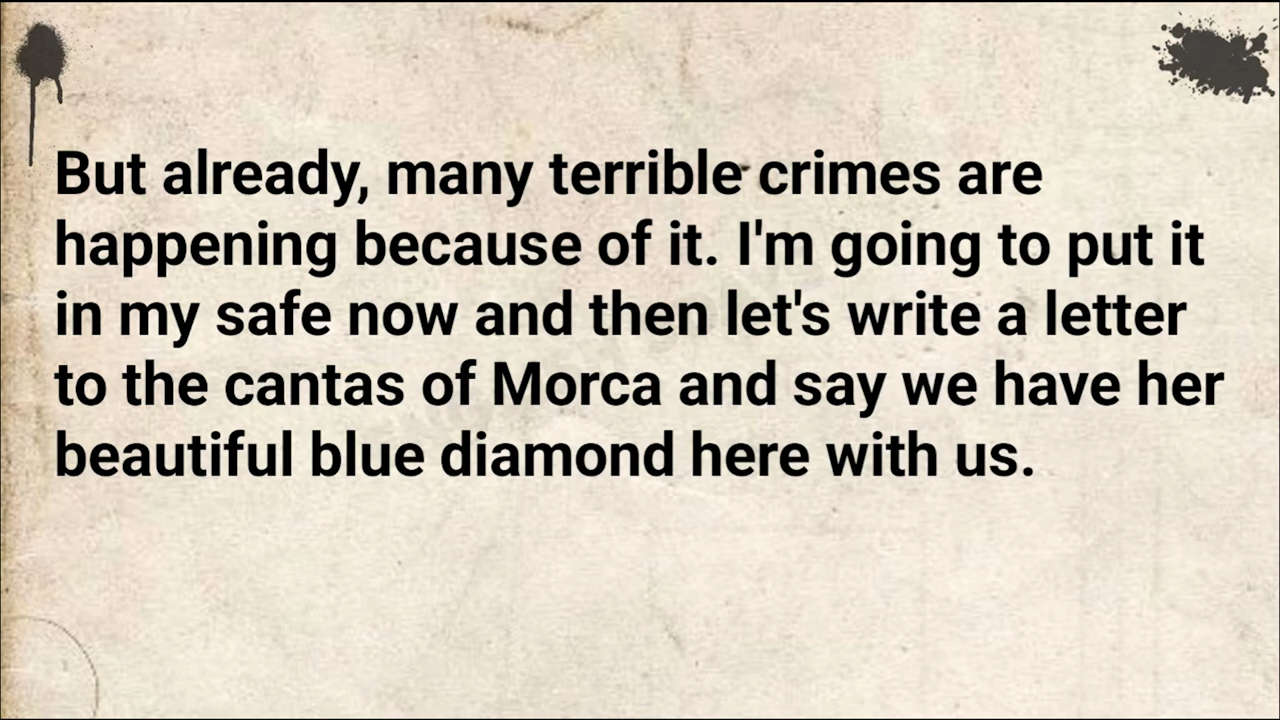 But already, many terrible crimes are
happening because of it. I'm going to put it
in my safe now and then let's write a letter
to the cantas of Morca and say we have her
beautiful blue diamond here with us.